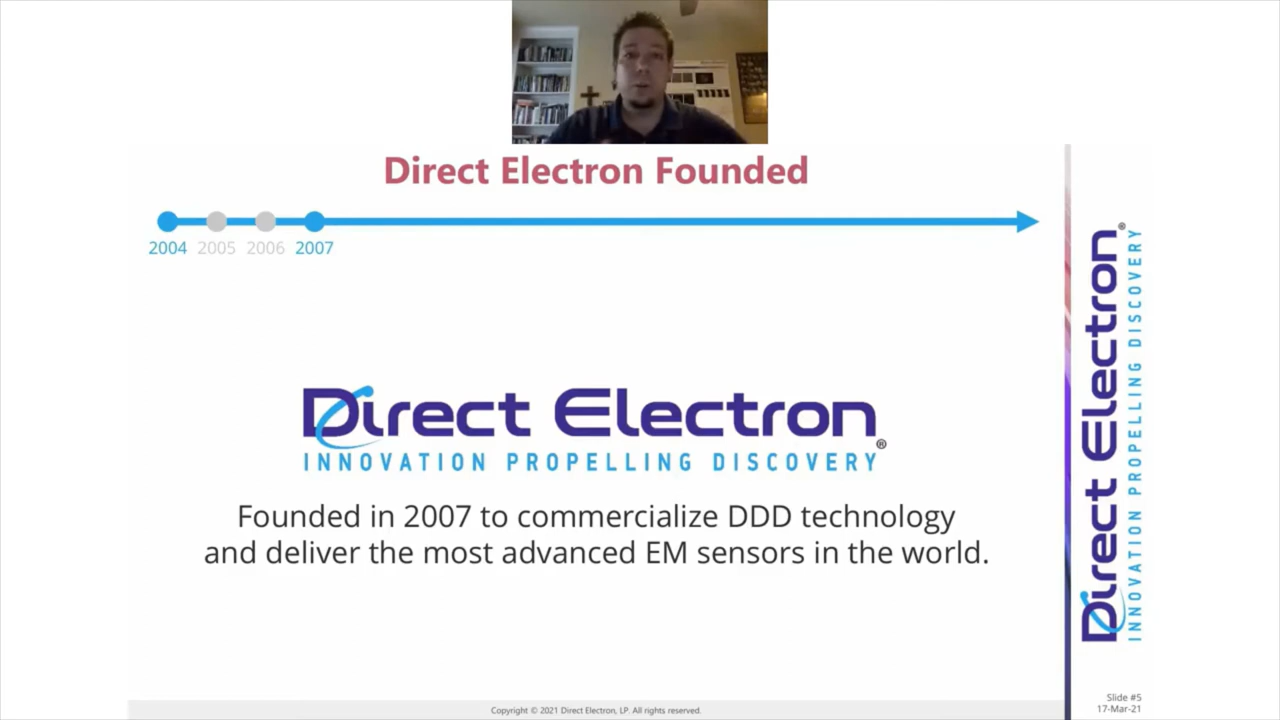 Direct Electron Founded
2004 2005 2006 2007
Direct Electron®
INNOVATION PROPELLING DISCOVERY
Founded in 2007 to commercialize DDD technology
and deliver the most advanced EM sensors in the world.
Direct Electron®
INNOVATION PROPELLING DISCOVERY
Copyright © 2021 Direct Electron, LP. All rights reserved.
Slide #5
17-Mar-21